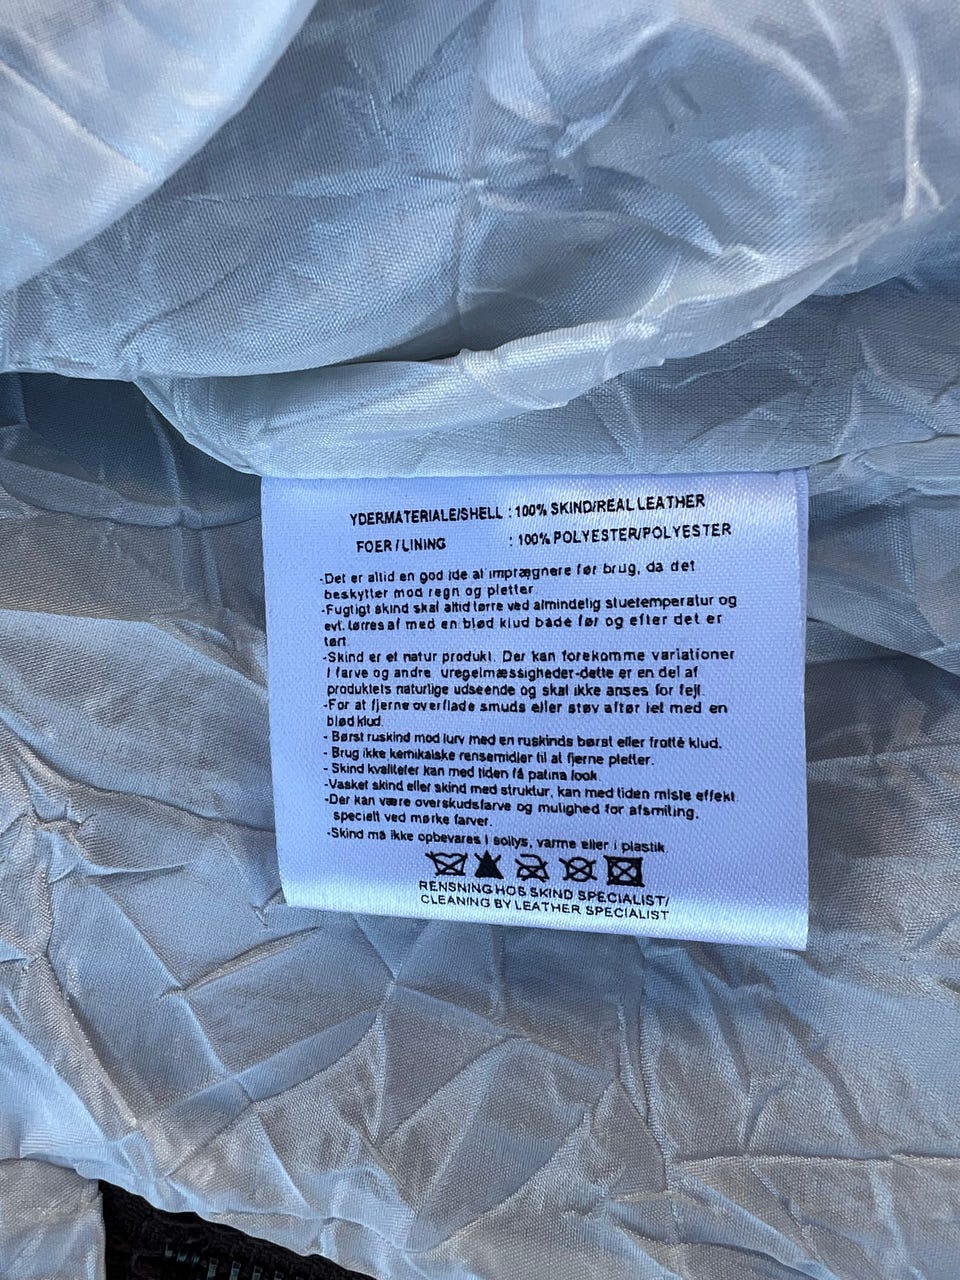 YDERMATERIALE/SHELL : 100% SKIND/REAL LEATHER
FOER / LINING : 100% POLYESTER/POLYESTER
-Det er altid en god ide at imprægnere før brug, da det
beskytter mod regn og pletter
-Fugtigt skind skal altid tørre ved almindelig stuetemperatur og
evt. tørres af med en blød klud både før og efter det er
tørt.
-Skind er et natur produkt. Der kan forekomme variationer
I farve og andre uregelmæssigheder-dette er en del af
produktets naturlige udseende og skal ikke anses for fejl.
-For at fjerne overflade smuds eller støv aftør let med en
blød klud.
- Børst ruskind mod lurv med en ruskinds børst eller frotté klud.
- Brug ikke kemikalske rensemidler til at fjerne pletter.
- Skind kvaliteter kan med tiden få patina look.
-Vasket skind eller skind med struktur, kan med tiden miste effekt.
-Der kan være overskudsfarve og mulighed for afsmiting,
specielt ved mørke farver.
-Skind må ikke opbevares i sollys, varme eller i plastik.
RENSNING HOS SKIND SPECIALIST/
CLEANING BY LEATHER SPECIALIST